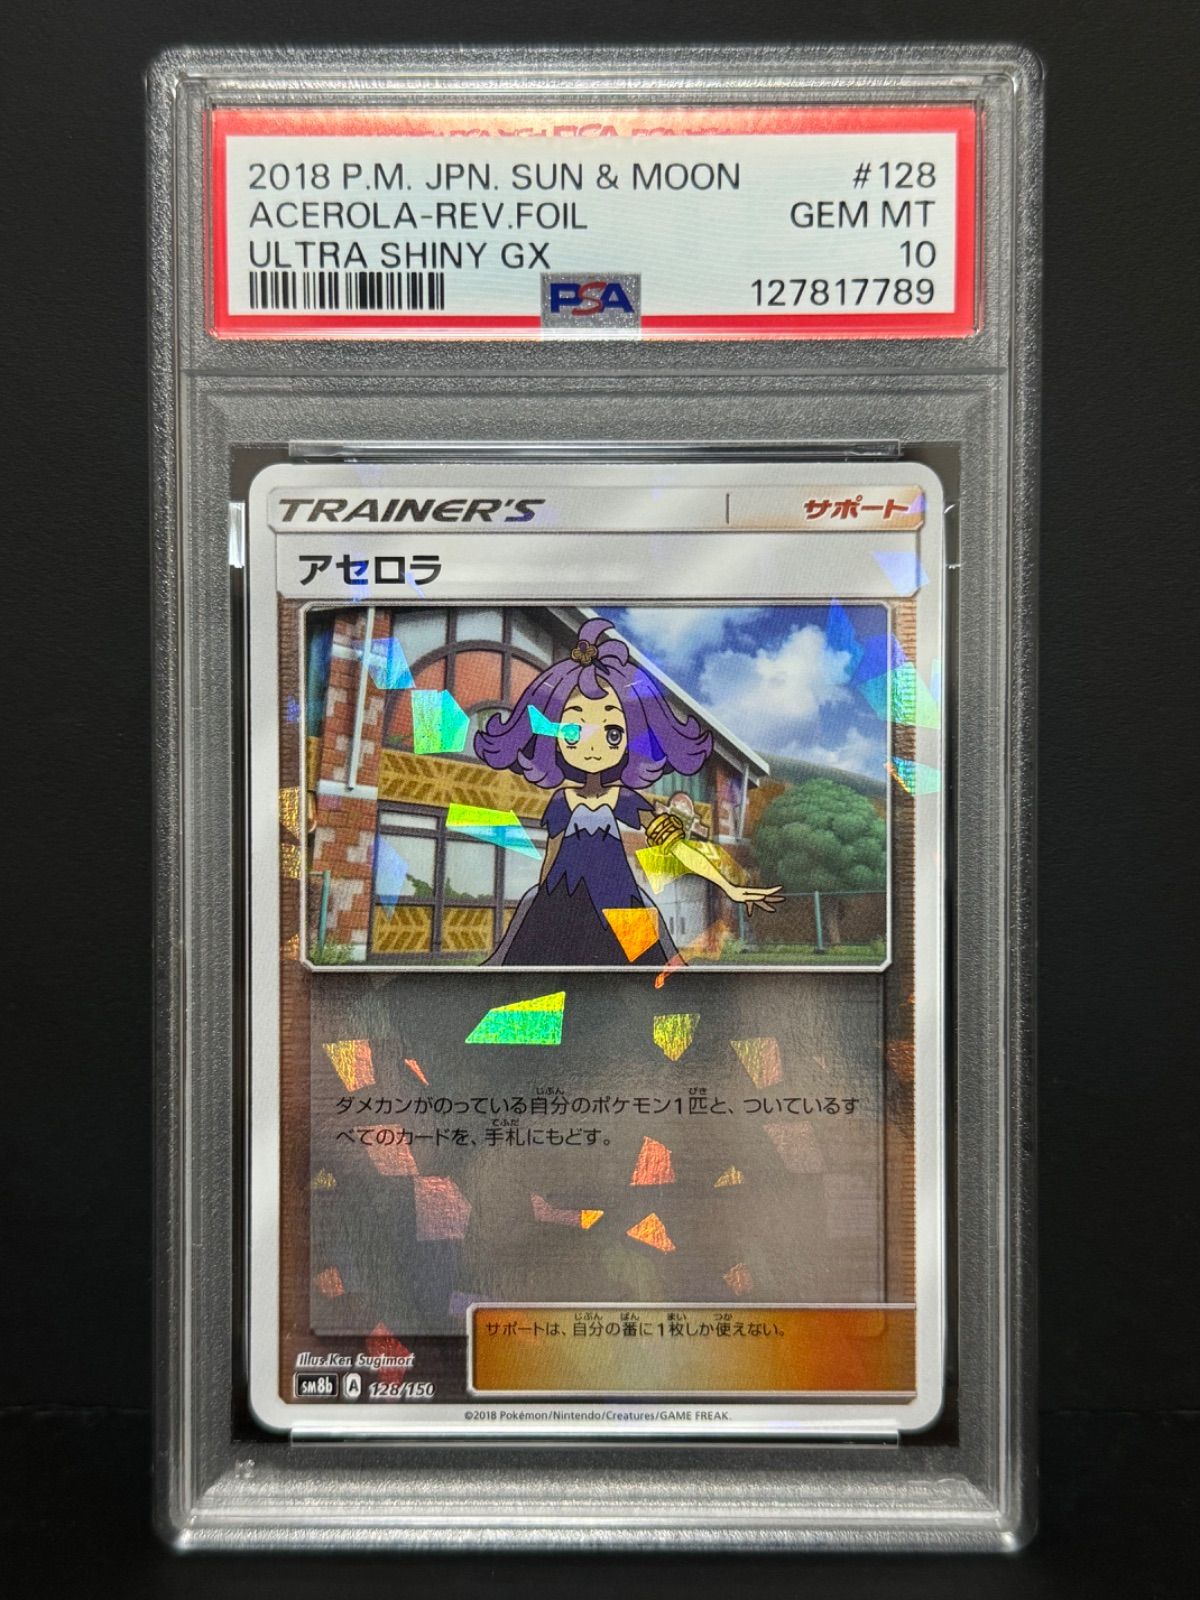 2018 P.M. JPN. SUN & MOON #128
ACEROLA-REV.FOIL GEM MT
ULTRA SHINY GX 10
PSA 127817789
TRAINER'S サポート
アセロラ
ダメカンがのっている自分のポケモン1匹と、ついているす
べてのカードを、手札にもどす。
サポートは、自分の番に1枚しか使えない。
Illus.Ken Sugimori
SM8b A 128/150
©2018 Pokémon/Nintendo/Creatures/GAME FREAK.